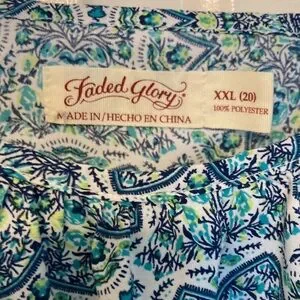 Faded Glory
XXL (20)
100% POLYESTER
MADE IN/HECHO EN CHINA